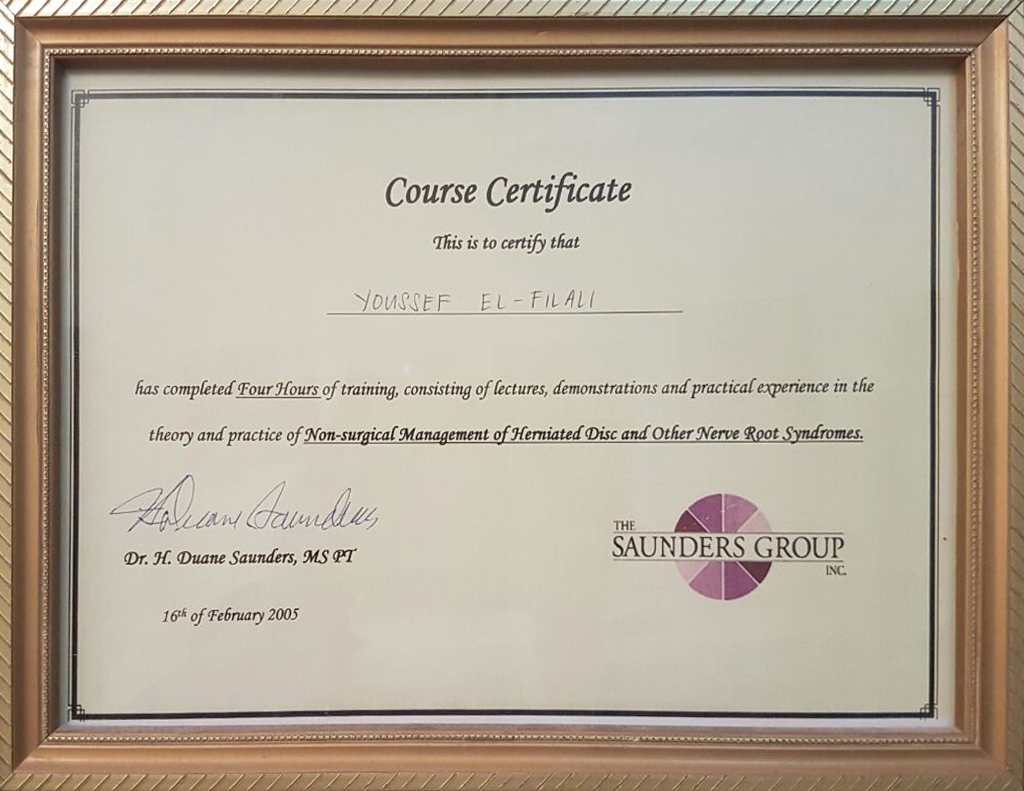 Course Certificate
This is to certify that
YOUSSEF EL-FILALI
has completed Four Hours of training, consisting of lectures, demonstrations and practical experience in the
theory and practice of Non-surgical Management of Herniated Disc and Other Nerve Root Syndromes.
H Duane Saunders
Dr. H. Duane Saunders, MS PT
16th of February 2005
THE
SAUNDERS GROUP
INC.